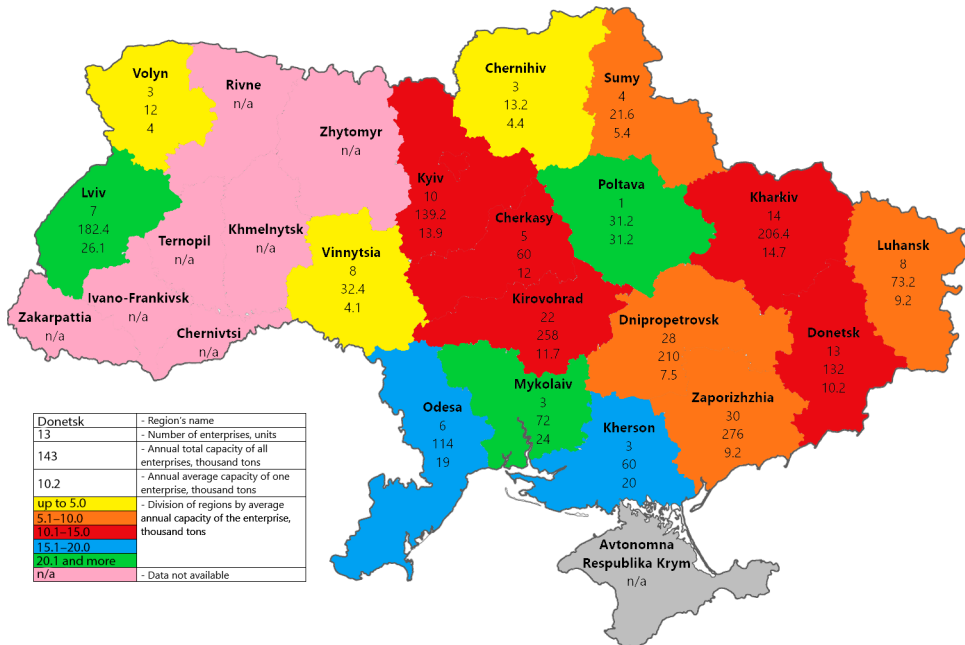 Volyn
3
12
4
Rivne
n/a
Zhytomyr
n/a
Chernihiv
3
13.2
4.4
Sumy
4
21.6
5.4
Lviv
7
182.4
26.1
Ternopil
n/a
Khmelnytsk
n/a
Vinnytsia
8
32.4
4.1
Kyiv
10
139.2
13.9
Cherkasy
5
60
12
Poltava
1
31.2
31.2
Kharkiv
14
206.4
14.7
Luhansk
8
73.2
9.2
Zakarpattia
n/a
Ivano-Frankivsk
n/a
Chernivtsi
n/a
Kirovohrad
22
258
11.7
Dnipropetrovsk
28
210
7.5
Donetsk
13
132
10.2
Odesa
6
114
19
Mykolaiv
3
72
24
Kherson
3
60
20
Zaporizhzhia
30
276
9.2
Avtonomna
Respublika Krym
n/a
Donetsk - Region's name
13 - Number of enterprises, units
143 - Annual total capacity of all
enterprises, thousand tons
10.2 - Annual average capacity of one
enterprise, thousand tons
up to 5.0 - Division of regions by average
5.1–10.0 annual capacity of the enterprise,
10.1–15.0 thousand tons
15.1–20.0
20.1 and more
n/a - Data not available